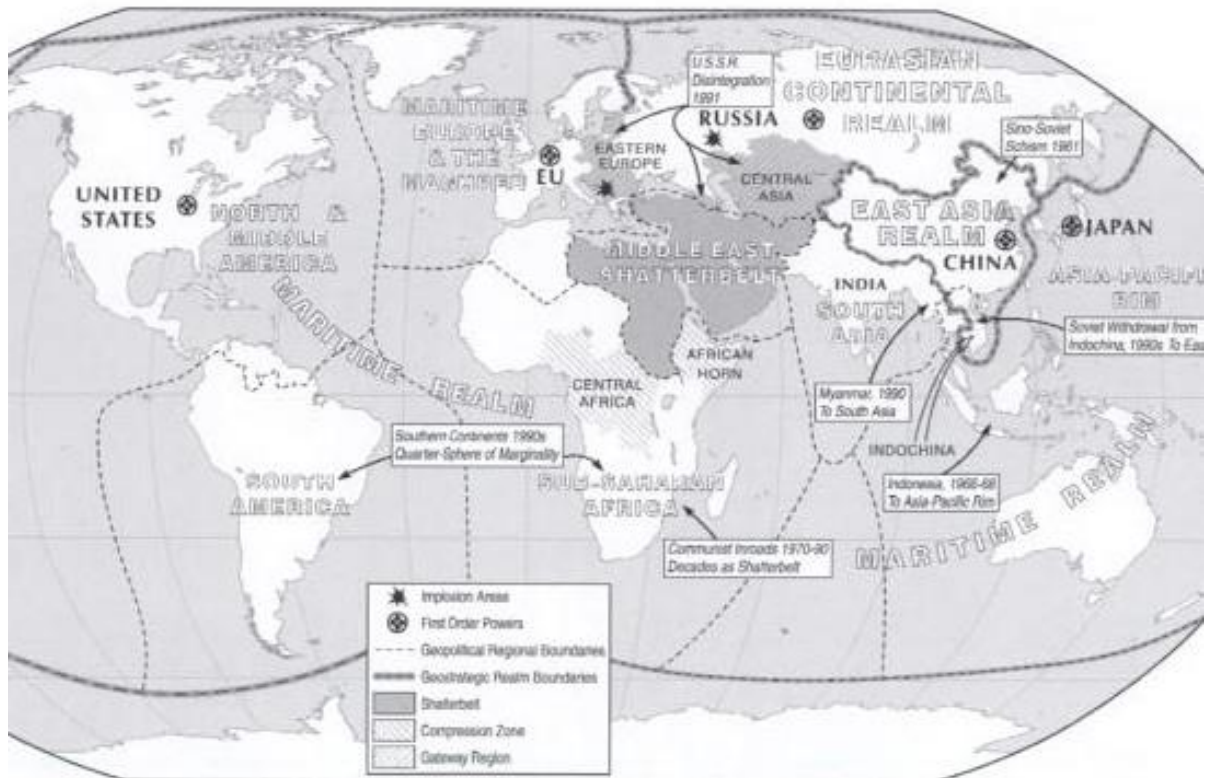 U.S.S.R.
Disintegration
1991
EURASIAN
CONTINENTAL
REALM
RUSSIA
MARITIME
EUROPE
& THE
MAGHREB
EASTERN
EUROPE
EU
CENTRAL
ASIA
Sino-Soviet
Schism 1961
UNITED
STATES
NORTH &
MIDDLE
AMERICA
EAST ASIA
REALM
CHINA
JAPAN
MIDDLE EAST
SHATTERBELT
INDIA
SOUTH
ASIA
ASIA-PACIFIC
RIM
Soviet Withdrawal from
Indochina, 1990s To East
MARITIME REALM
AFRICAN
HORN
CENTRAL
AFRICA
Myanmar, 1990
To South Asia
INDOCHINA
Southern Continents 1990s
Quarter-Sphere of Marginality
SOUTH
AMERICA
SUB-SAHARAN
AFRICA
Indonesia, 1966-68
To Asia-Pacific Rim
MARITIME REALM
Communist Inroads 1970-90
Decades as Shatterbelt
Implosion Areas
First Order Powers
Geopolitical Regional Boundaries
Geostrategic Realm Boundaries
Shatterbelt
Compression Zone
Gateway Region